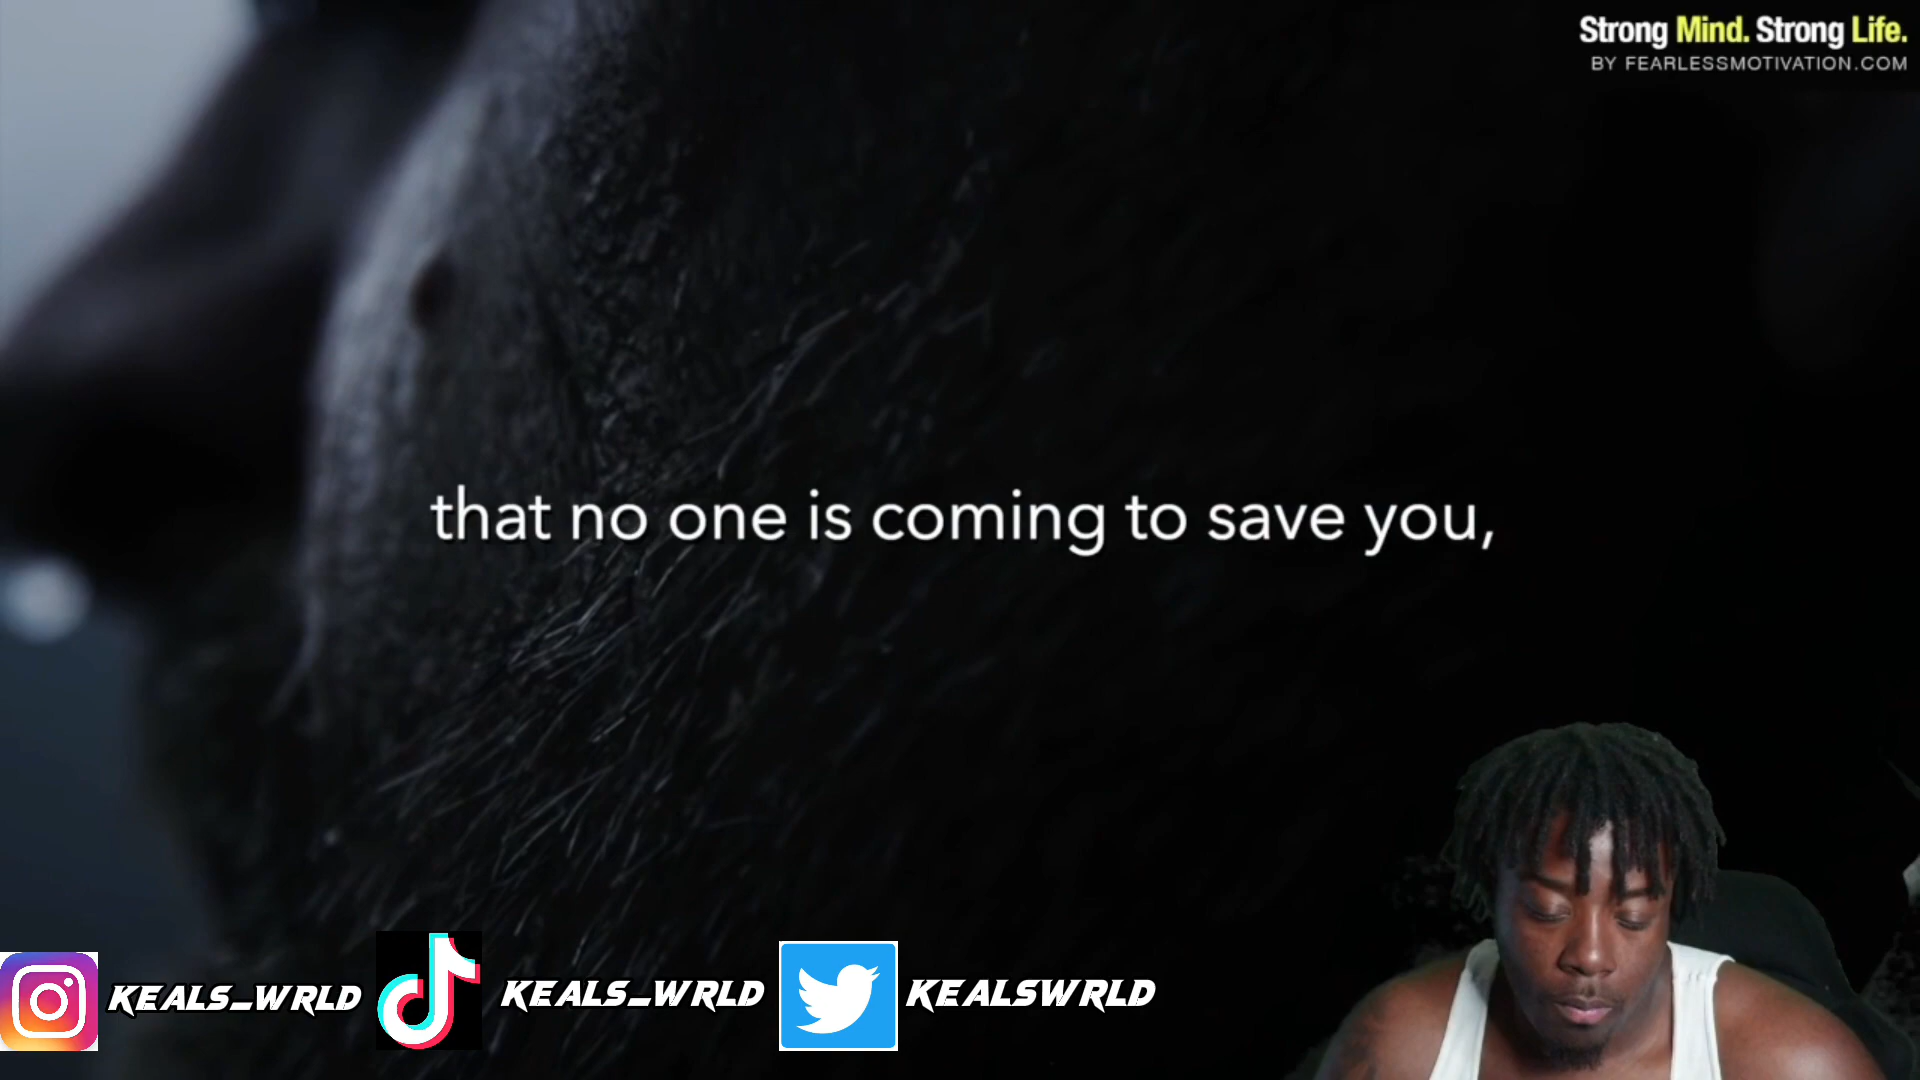 Strong Mind. Strong Life.
BY FEARLESSMOTIVATION.COM
that no one is coming to save you,
KEALS_WRLD
KEALS_WRLD
KEALSWRLD